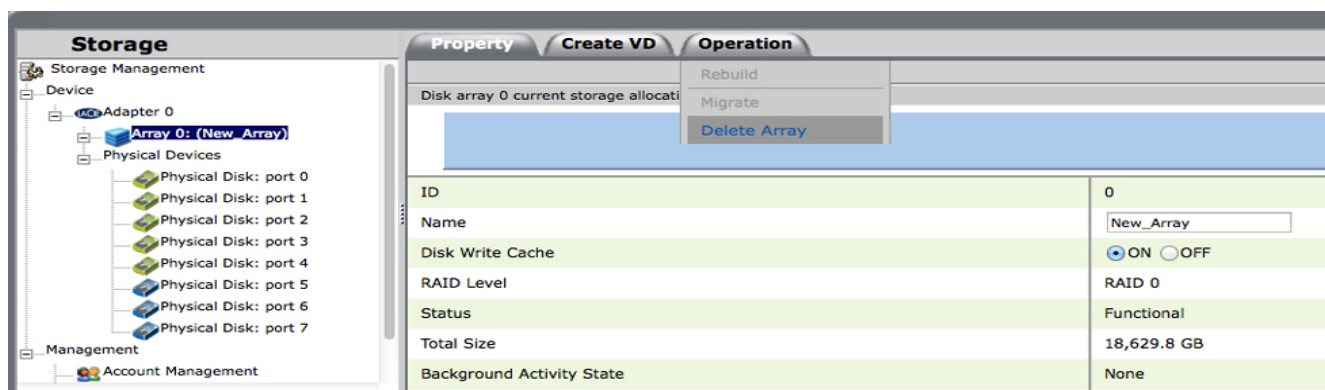 Storage
Storage Management
Device
Adapter 0
Array 0: (New_Array)
Physical Devices
Physical Disk: port 0
Physical Disk: port 1
Physical Disk: port 2
Physical Disk: port 3
Physical Disk: port 4
Physical Disk: port 5
Physical Disk: port 6
Physical Disk: port 7
Management
Account Management
Property Create VD Operation
Rebuild
Migrate
Delete Array
Disk array 0 current storage allocati
ID 0
Name New_Array
Disk Write Cache ON OFF
RAID Level RAID 0
Status Functional
Total Size 18,629.8 GB
Background Activity State None